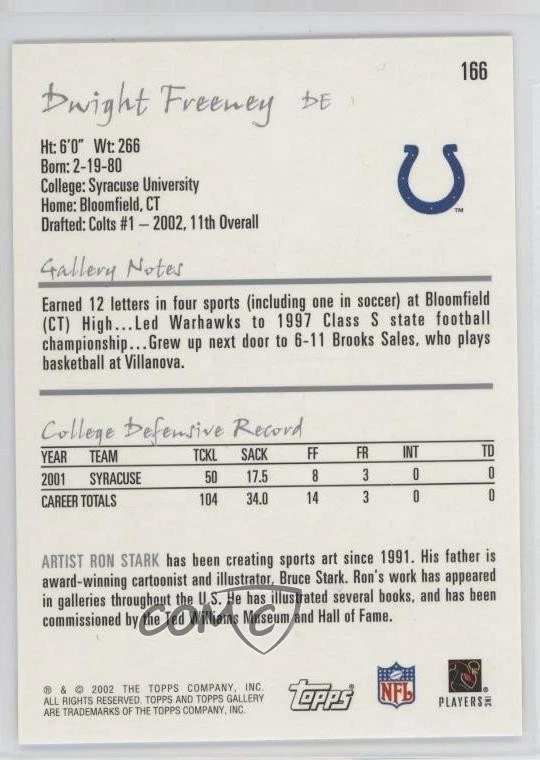 166
Dwight Freeney DE
Ht: 6'0" Wt: 266
Born: 2-19-80
College: Syracuse University
Home: Bloomfield, CT
Drafted: Colts #1 – 2002, 11th Overall
TM
Gallery Notes
Earned 12 letters in four sports (including one in soccer) at Bloomfield
(CT) High...Led Warhawks to 1997 Class S state football
championship...Grew up next door to 6-11 Brooks Sales, who plays
basketball at Villanova.
College Defensive Record
YEAR TEAM TCKL SACK FF FR INT TD
2001 SYRACUSE 50 17.5 8 3 0 0
CAREER TOTALS 104 34.0 14 3 0 0
ARTIST RON STARK has been creating sports art since 1991. His father is
award-winning cartoonist and illustrator, Bruce Stark. Ron's work has appeared
in galleries throughout the U.S. He has illustrated several books, and has been
commissioned by the Ted Williams Museum and Hall of Fame.
COMC
® & © 2002 THE TOPPS COMPANY, INC.
ALL RIGHTS RESERVED. TOPPS AND TOPPS GALLERY
ARE TRADEMARKS OF THE TOPPS COMPANY, INC.
topps
NFL
PLAYERS INC